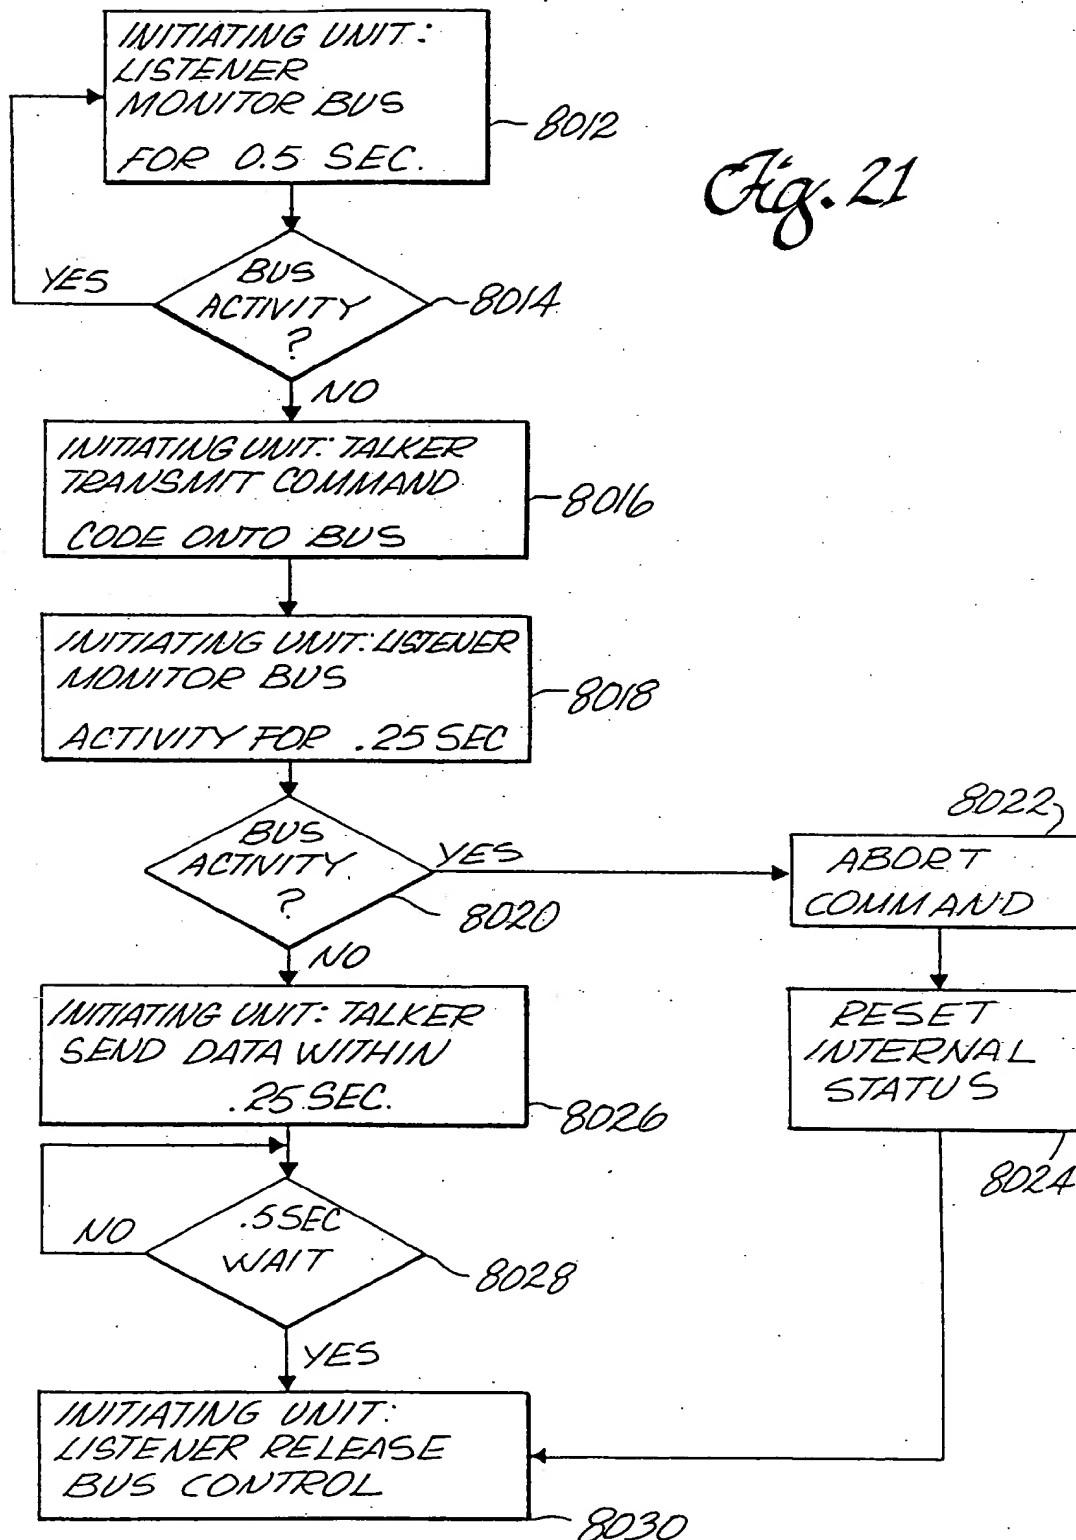 INITIATING UNIT:
LISTENER
MONITOR BUS
FOR 0.5 SEC.
8012
Fig. 21
YES
BUS
ACTIVITY
?
8014
NO
INITIATING UNIT: TALKER
TRANSMIT COMMAND
CODE ONTO BUS
8016
INITIATING UNIT: LISTENER
MONITOR BUS
ACTIVITY FOR .25 SEC
8018
BUS
ACTIVITY
?
YES
8020
8022
ABORT
COMMAND
NO
INITIATING UNIT: TALKER
SEND DATA WITHIN
.25 SEC.
8026
RESET
INTERNAL
STATUS
8024
NO
.5 SEC
WAIT
8028
YES
INITIATING UNIT:
LISTENER RELEASE
BUS CONTROL
8030